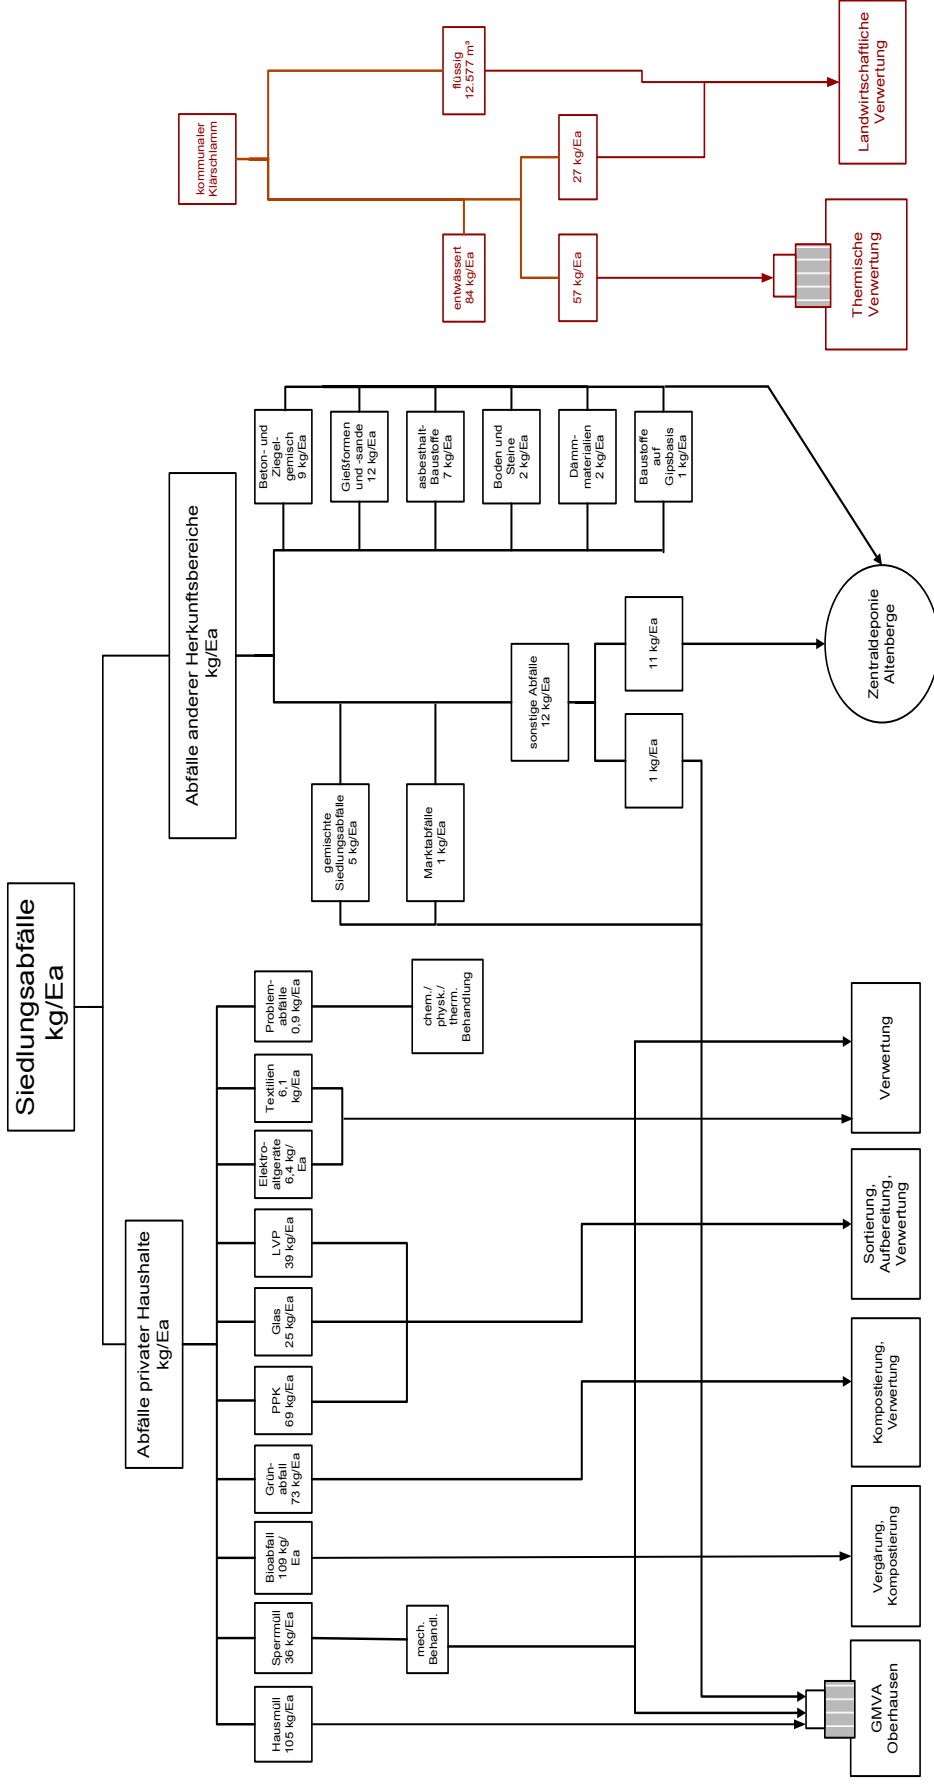 Siedlungsabfälle
kg/Ea
Abfälle privater Haushalte
kg/Ea
Abfälle anderer Herkunftsbereiche
kg/Ea
kommunaler
Klärschlamm
Hausmüll
105 kg/Ea
Sperrmüll
36 kg/Ea
Bioabfall
109 kg/
Ea
Grün-
abfall
73 kg/Ea
PPK
69 kg/Ea
Glas
25 kg/Ea
LVP
39 kg/Ea
Elektro-
altgeräte
6,4 kg/
Ea
Textilien
6,1
kg/Ea
Problem-
abfälle
0,9 kg/Ea
mech.
Behandl.
chem./
physk./
therm.
Behandlung
gemischte
Siedlungsabfälle
5 kg/Ea
Marktabfälle
1 kg/Ea
sonstige Abfälle
12 kg/Ea
1 kg/Ea
11 kg/Ea
Beton- und
Ziegel-
gemisch
9 kg/Ea
Gießformen
und -sande
12 kg/Ea
asbesthalt-
Baustoffe
7 kg/Ea
Boden und
Steine
2 kg/Ea
Dämm-
materialien
2 kg/Ea
Baustoffe
auf
Gipsbasis
1 kg/Ea
entwässert
84 kg/Ea
flüssig
12.577 m³
57 kg/Ea
27 kg/Ea
GMVA
Oberhausen
Vergärung,
Kompostierung
Kompostierung,
Verwertung
Sortierung,
Aufbereitung,
Verwertung
Verwertung
Zentraldeponie
Altenberge
Thermische
Verwertung
Landwirtschaftliche
Verwertung